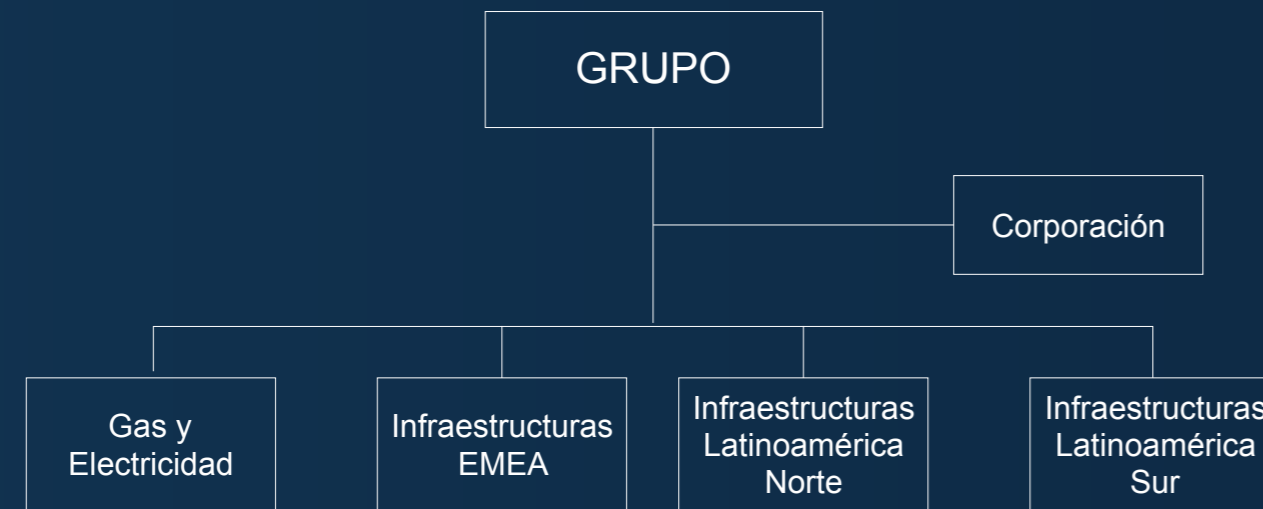 GRUPO
Corporación
Gas y
Electricidad
Infraestructuras
EMEA
Infraestructuras
Latinoamérica
Norte
Infraestructuras
Latinoamérica
Sur